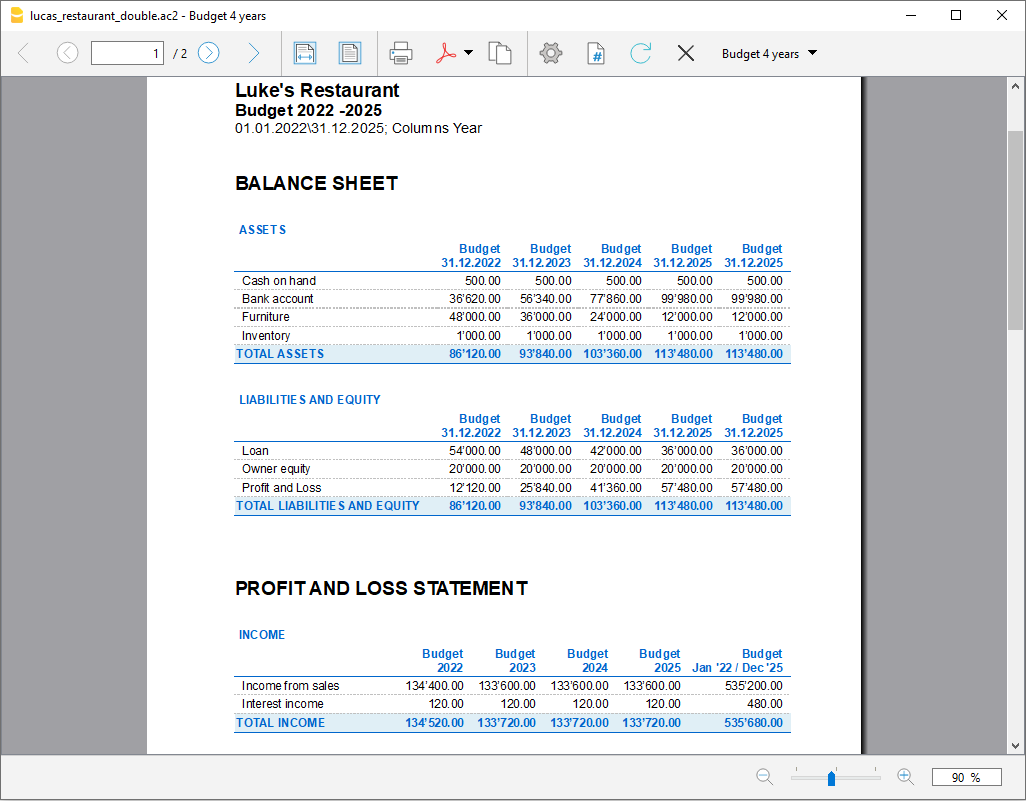 lucas_restaurant_double.ac2 - Budget 4 years
1 / 2 Budget 4 years
Luke's Restaurant
Budget 2022 -2025
01.01.2022\31.12.2025; Columns Year
BALANCE SHEET
ASSETS
Budget Budget Budget Budget Budget
31.12.2022 31.12.2023 31.12.2024 31.12.2025 31.12.2025
Cash on hand 500.00 500.00 500.00 500.00 500.00
Bank account 36'620.00 56'340.00 77'860.00 99'980.00 99'980.00
Furniture 48'000.00 36'000.00 24'000.00 12'000.00 12'000.00
Inventory 1'000.00 1'000.00 1'000.00 1'000.00 1'000.00
TOTAL ASSETS 86'120.00 93'840.00 103'360.00 113'480.00 113'480.00
LIABILITIES AND EQUITY
Budget Budget Budget Budget Budget
31.12.2022 31.12.2023 31.12.2024 31.12.2025 31.12.2025
Loan 54'000.00 48'000.00 42'000.00 36'000.00 36'000.00
Owner equity 20'000.00 20'000.00 20'000.00 20'000.00 20'000.00
Profit and Loss 12'120.00 25'840.00 41'360.00 57'480.00 57'480.00
TOTAL LIABILITIES AND EQUITY 86'120.00 93'840.00 103'360.00 113'480.00 113'480.00
PROFIT AND LOSS STATEMENT
INCOME
Budget Budget Budget Budget Budget
2022 2023 2024 2025 Jan '22 / Dec '25
Income from sales 134'400.00 133'600.00 133'600.00 133'600.00 535'200.00
Interest income 120.00 120.00 120.00 120.00 480.00
TOTAL INCOME 134'520.00 133'720.00 133'720.00 133'720.00 535'680.00
90 %